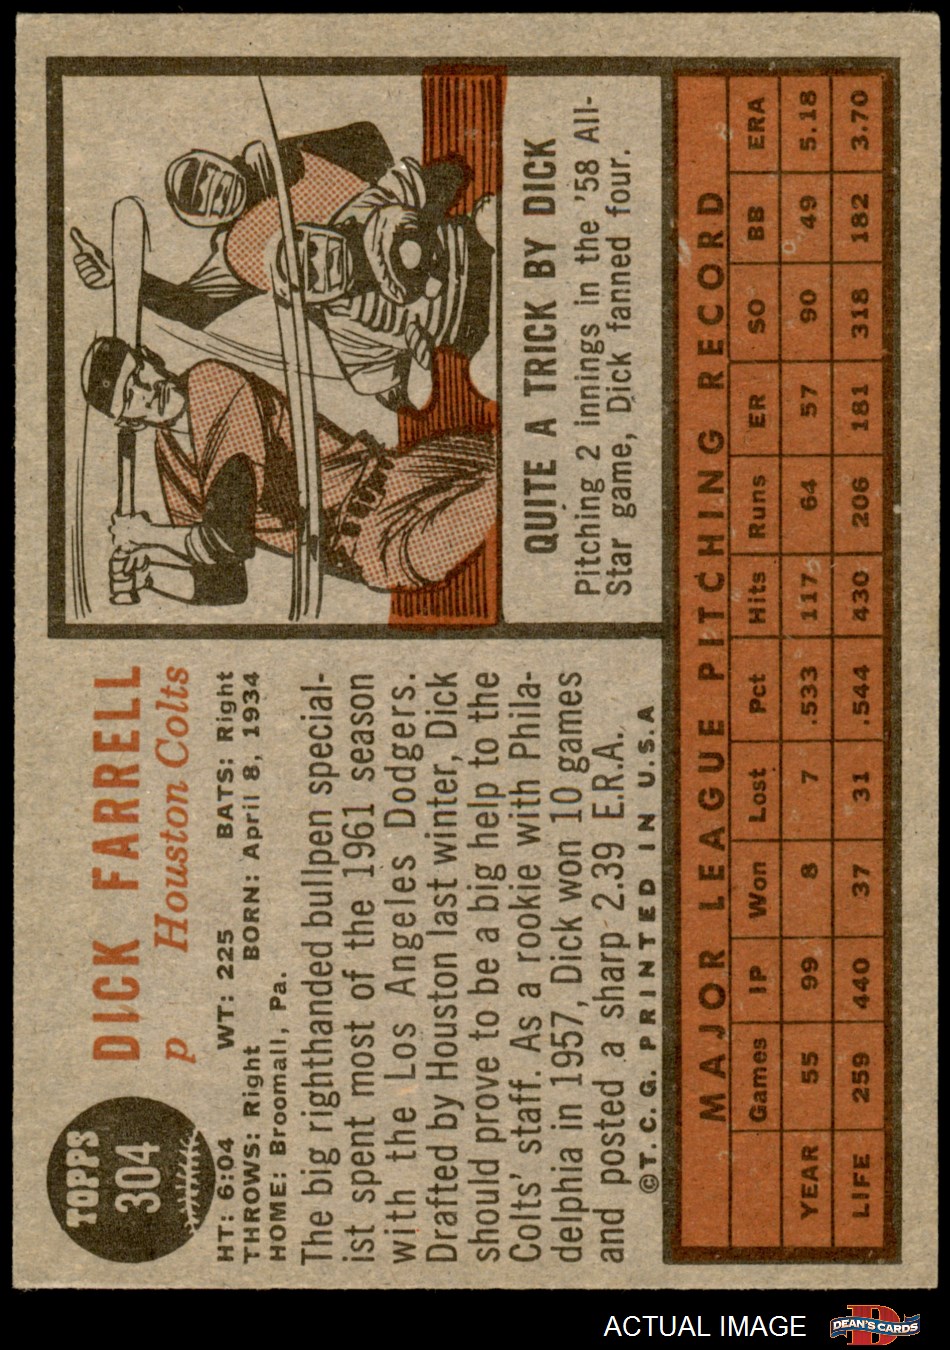 TOPPS
304
DICK FARRELL
p Houston Colts
HT: 6:04 WT: 225 BATS: Right
THROWS: Right BORN: April 8, 1934
HOME: Broomall, Pa.
The big righthanded bullpen special-
ist spent most of the 1961 season
with the Los Angeles Dodgers.
Drafted by Houston last winter, Dick
should prove to be a big help to the
Colts' staff. As a rookie with Phila-
delphia in 1957, Dick won 10 games
and posted a sharp 2.39 E.R.A.
©T. C. G. PRINTED IN U.S.A
QUITE A TRICK BY DICK
Pitching 2 innings in the '58 All-
Star game, Dick fanned four.
MAJOR LEAGUE PITCHING RECORD
Games IP Won Lost Pct Hits Runs ER SO BB ERA
YEAR 55 99 8 7 .533 117 64 57 90 49 5.18
LIFE 259 440 37 31 .544 430 206 181 318 182 3.70
ACTUAL IMAGE
D
DEAN'S CARDS